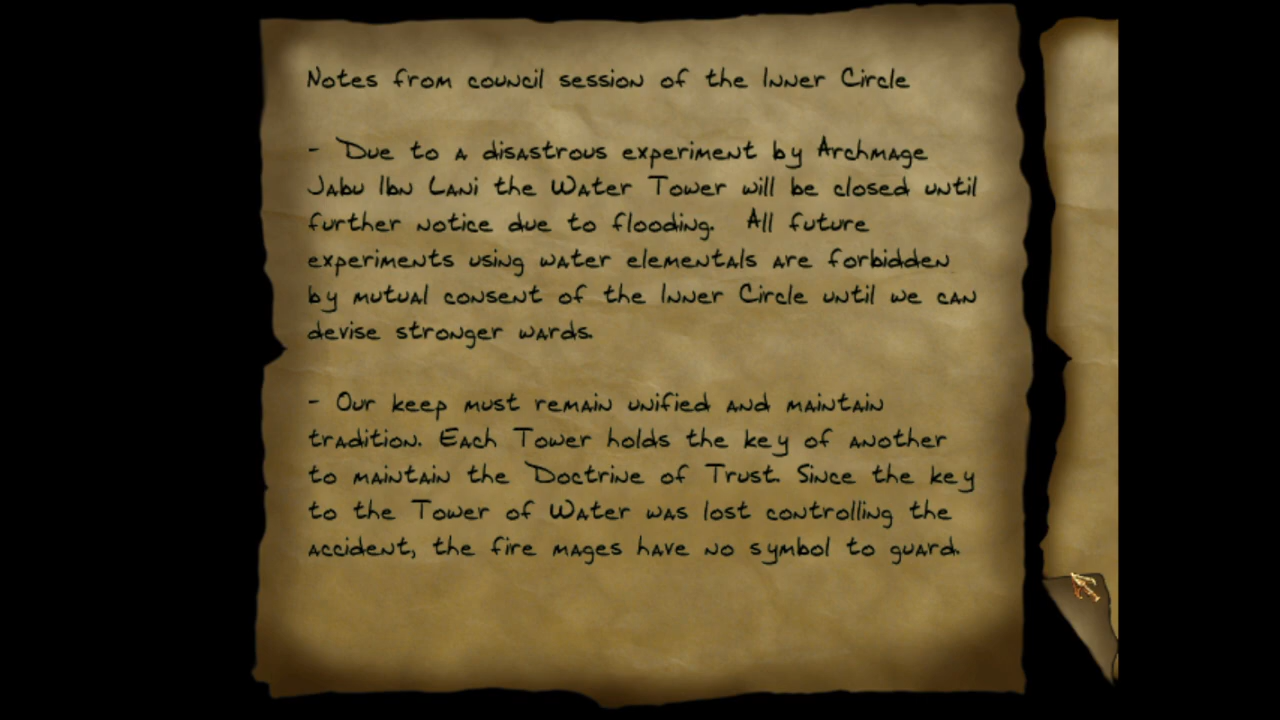 Notes from council session of the Inner Circle
- Due to a disastrous experiment by Archmage
Jabu Ibn Lani the Water Tower will be closed until
further notice due to flooding.  All future
experiments using water elementals are forbidden
by mutual consent of the Inner Circle until we can
devise stronger wards.
- Our keep must remain unified and maintain
tradition. Each Tower holds the key of another
to maintain the Doctrine of Trust. Since the key
to the Tower of Water was lost controlling the
accident, the fire mages have no symbol to guard.